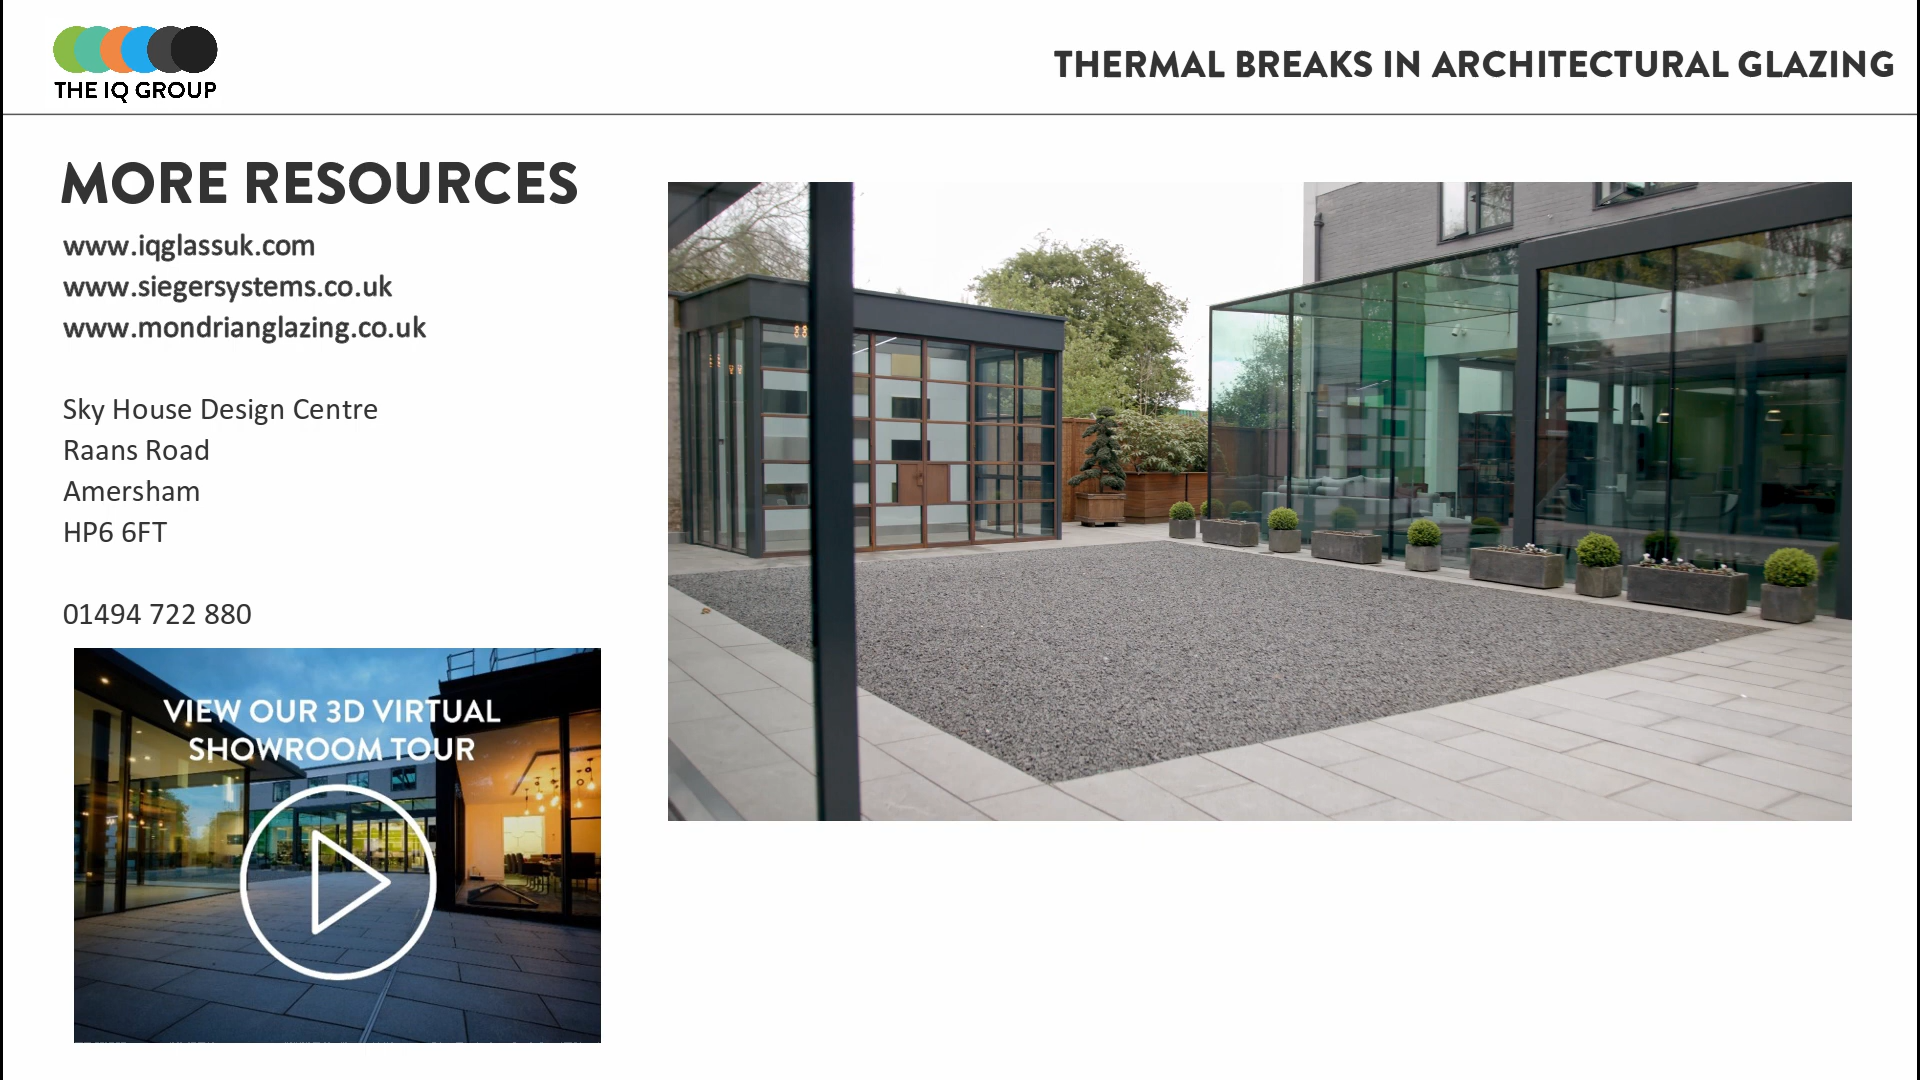 THE IQ GROUP
THERMAL BREAKS IN ARCHITECTURAL GLAZING
MORE RESOURCES
www.iqglassuk.com
www.siegersystems.co.uk
www.mondrianglazing.co.uk
Sky House Design Centre
Raans Road
Amersham
HP6 6FT
01494 722 880
VIEW OUR 3D VIRTUAL
SHOWROOM TOUR